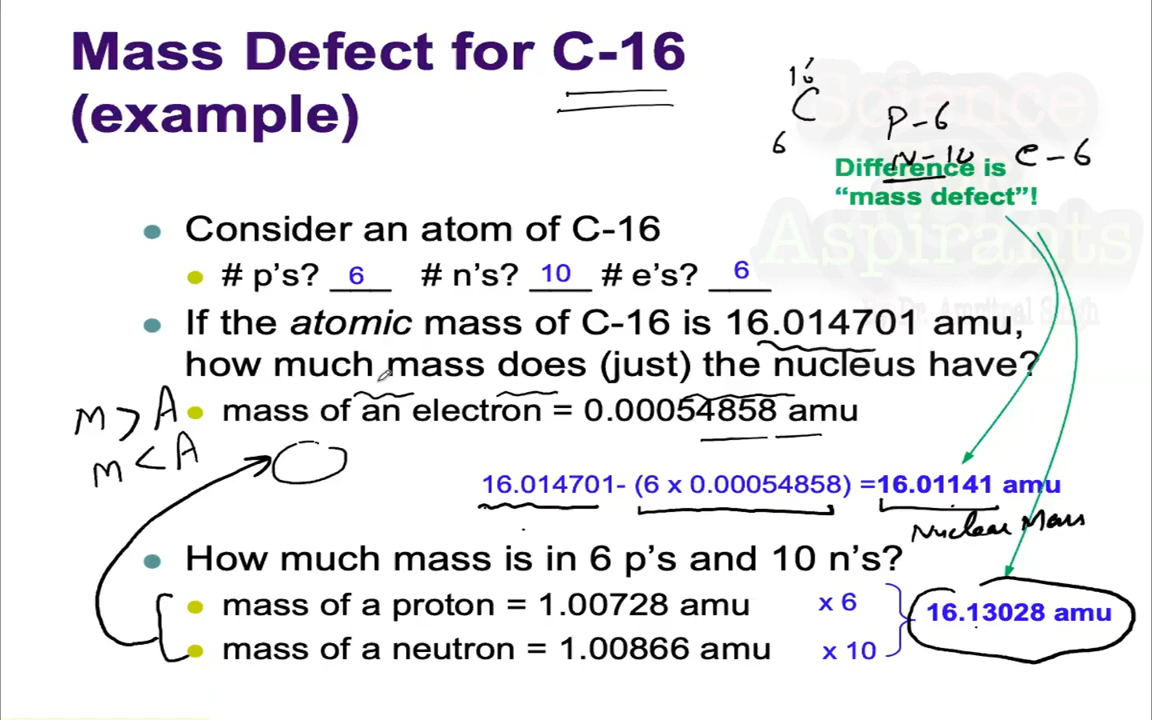 Mass Defect for C-16
(example)
16
C
6
P-6
N-10
e-6
Difference is
“mass defect”!
Science
Aspirants
• Consider an atom of C-16
• # p's? 6 # n's? 10 # e's? 6
• If the atomic mass of C-16 is 16.014701 amu,
how much mass does (just) the nucleus have?
• mass of an electron = 0.00054858 amu
M > A
M < A
16.014701- (6 x 0.00054858) =16.01141 amu
Nuclear Mass
• How much mass is in 6 p's and 10 n's?
• mass of a proton = 1.00728 amu x 6
16.13028 amu
• mass of a neutron = 1.00866 amu x 10